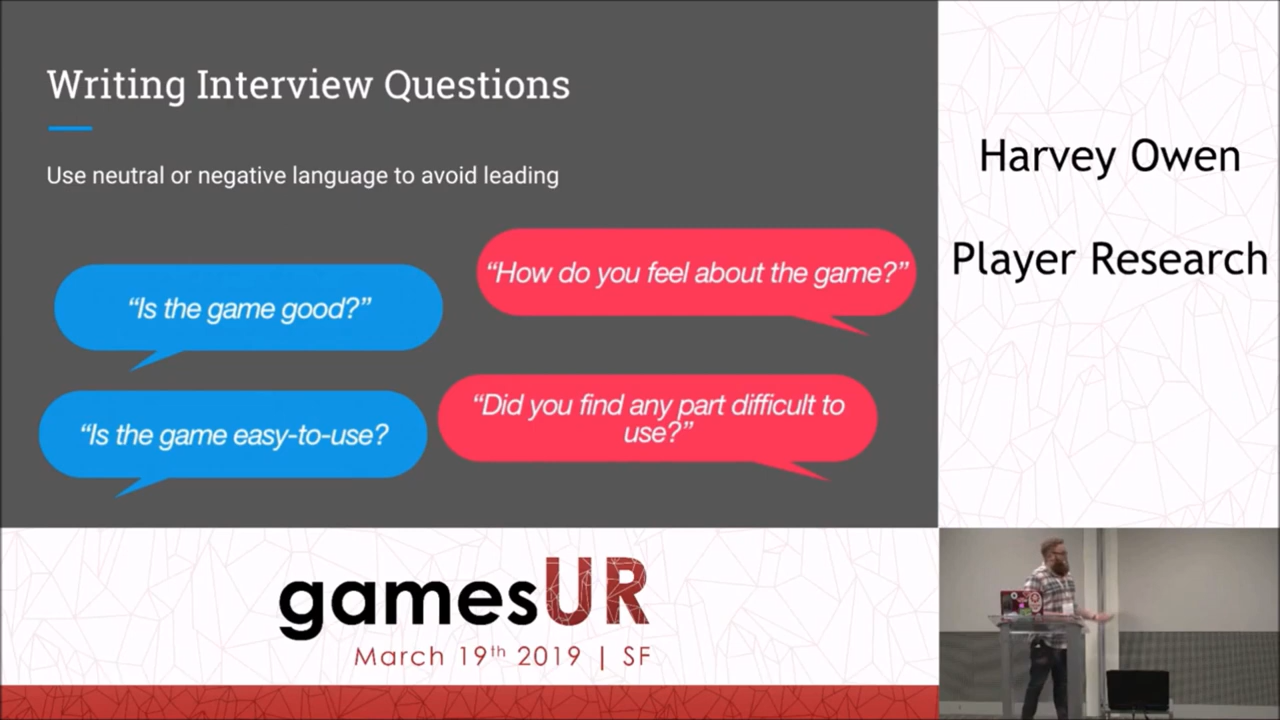 Writing Interview Questions
Use neutral or negative language to avoid leading
“Is the game good?”
“How do you feel about the game?”
“Is the game easy-to-use?
“Did you find any part difficult to
use?”
Harvey Owen
Player Research
gamesUR
March 19th 2019 | SF